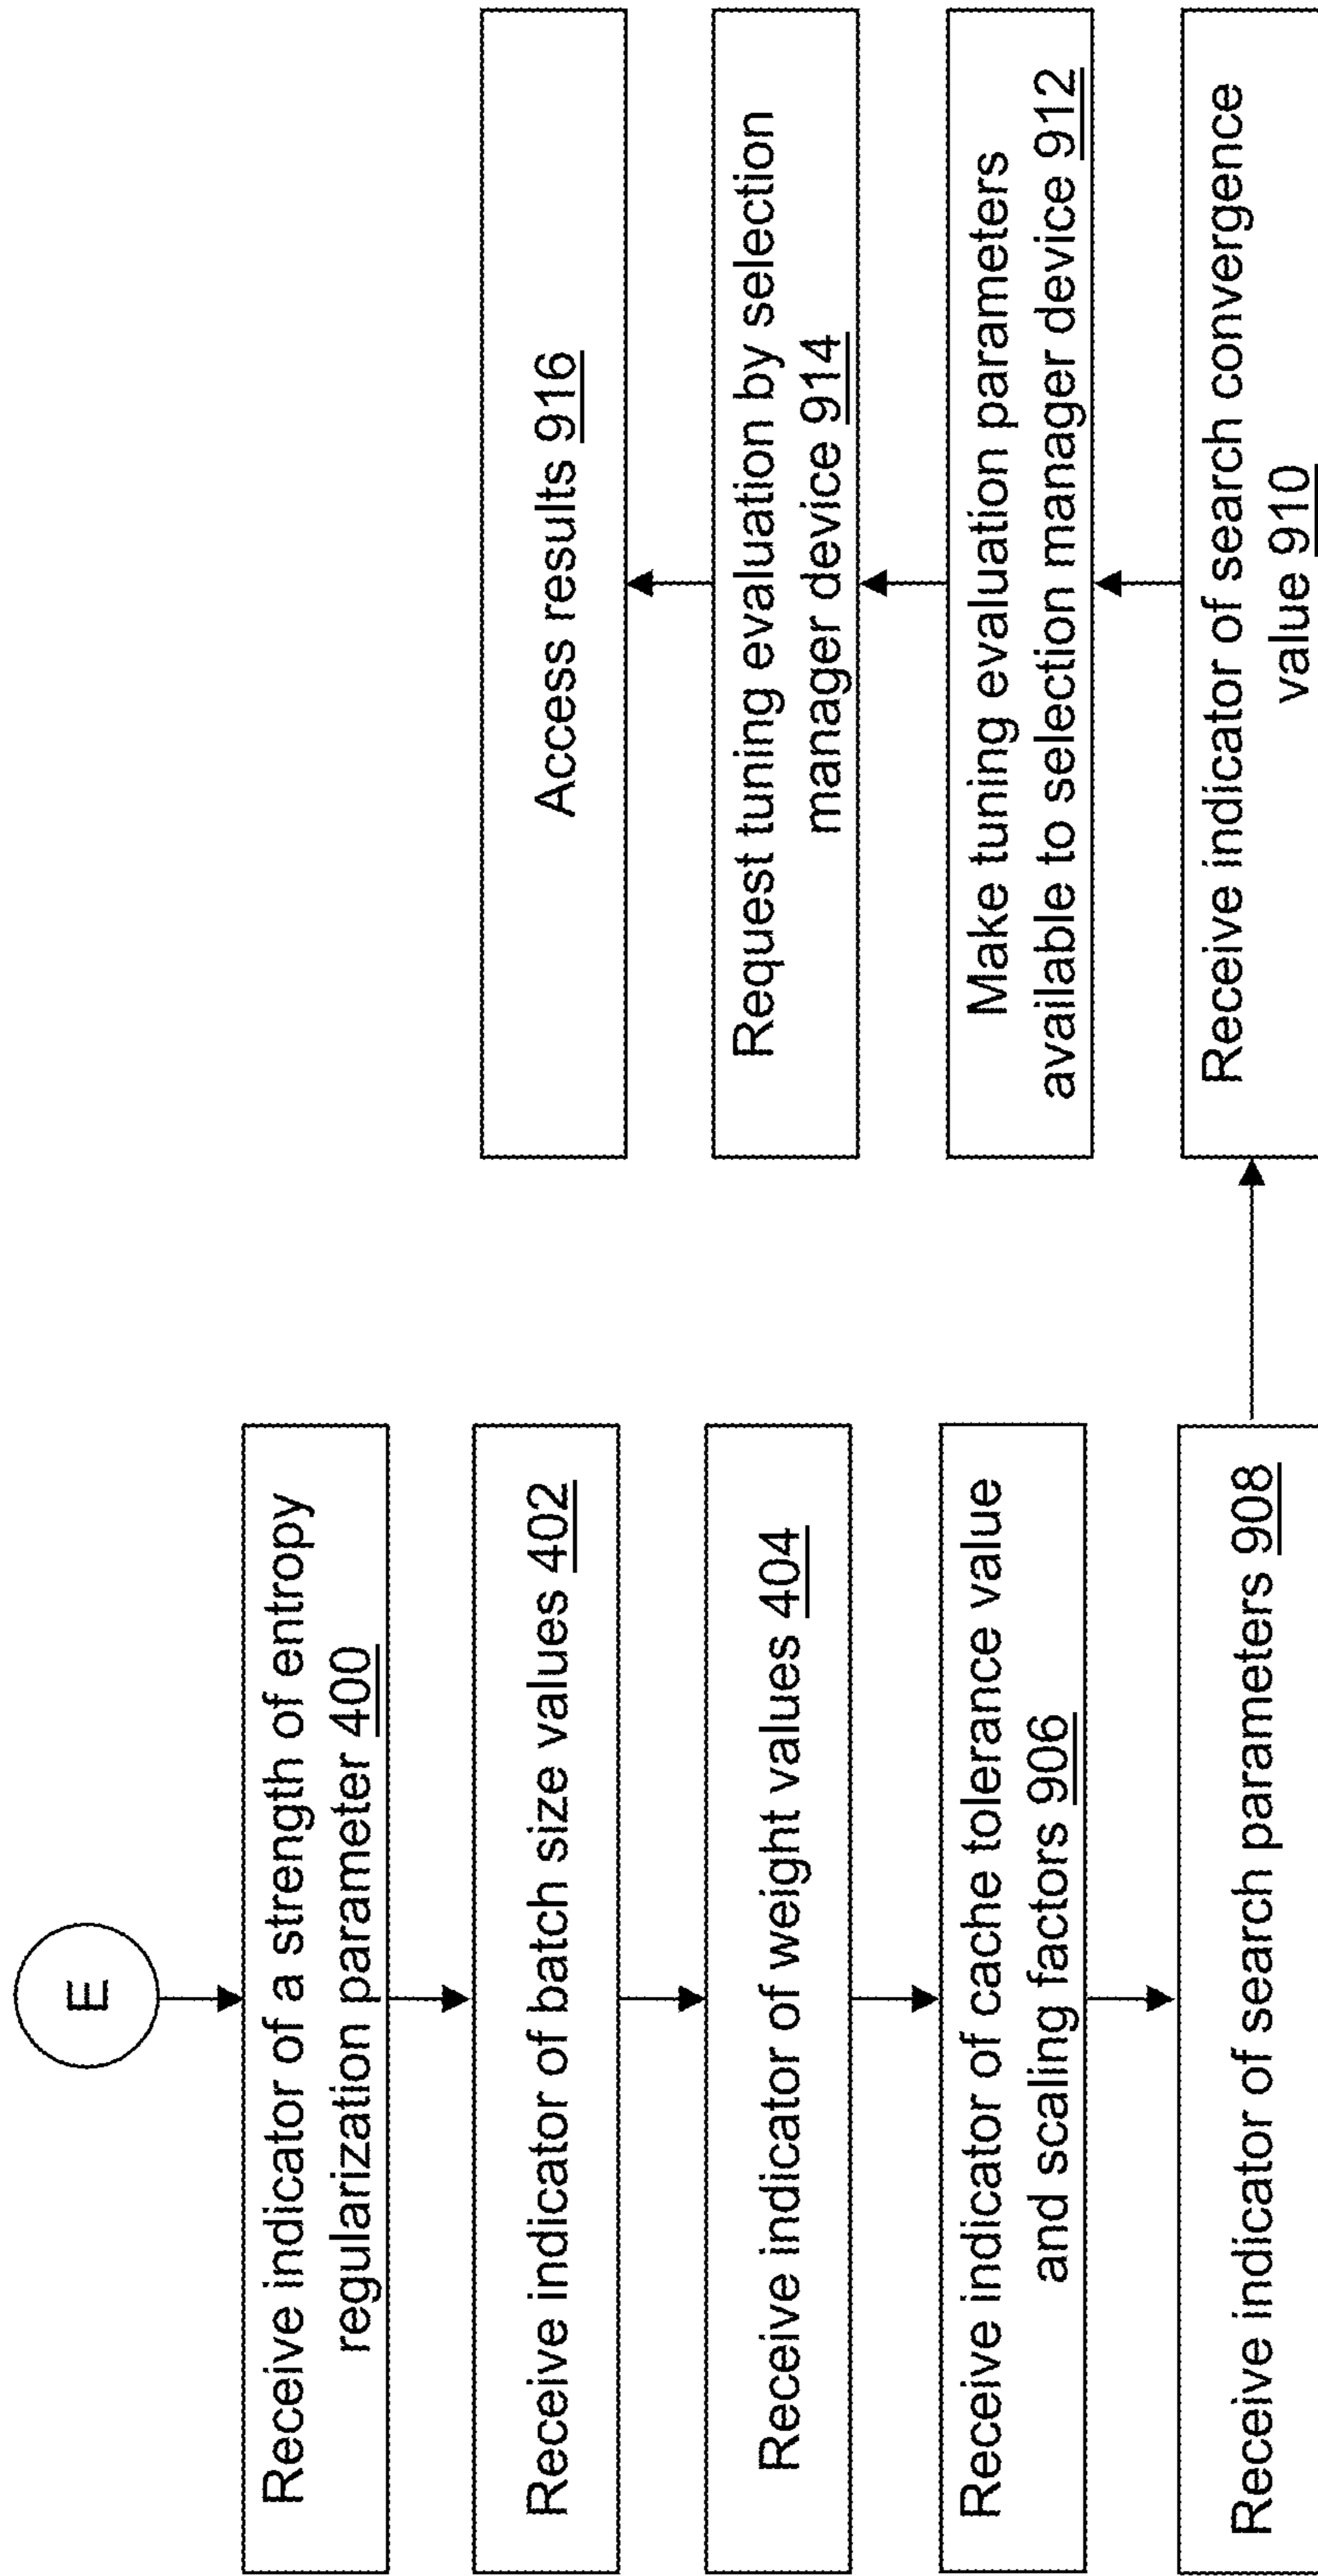 E
Receive indicator of a strength of entropy
regularization parameter 400
Receive indicator of batch size values 402
Receive indicator of weight values 404
Receive indicator of cache tolerance value
and scaling factors 906
Receive indicator of search parameters 908
Receive indicator of search convergence
value 910
Make tuning evaluation parameters
available to selection manager device 912
Request tuning evaluation by selection
manager device 914
Access results 916